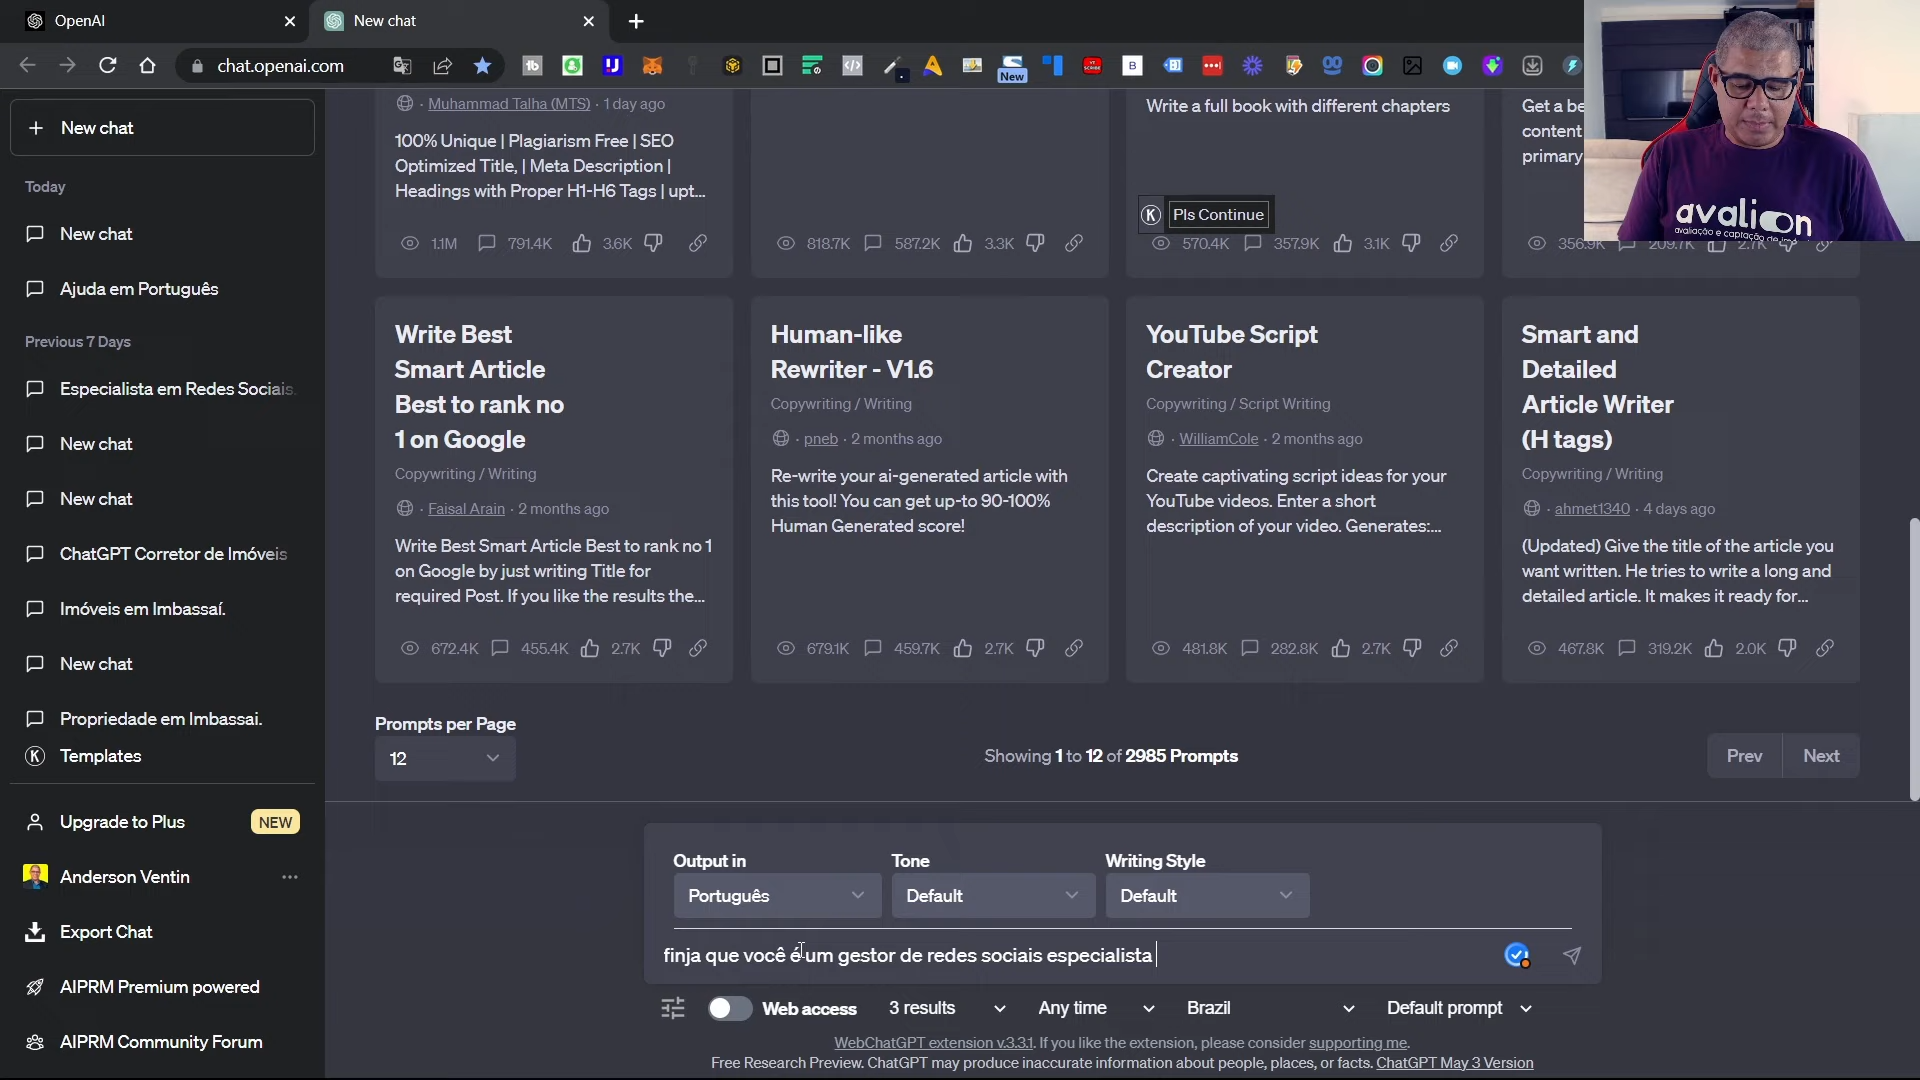 OpenAI
New chat
chat.openai.com
New
New chat
Today
New chat
Ajuda em Português
Previous 7 Days
Especialista em Redes Sociais.
New chat
New chat
ChatGPT Corretor de Imóveis
Imóveis em Imbassaí.
New chat
Propriedade em Imbassai.
Templates
Upgrade to Plus
NEW
Anderson Ventin
Export Chat
AIPRM Premium powered
AIPRM Community Forum
· Muhammad Talha (MTS) · 1 day ago
100% Unique | Plagiarism Free | SEO
Optimized Title, | Meta Description |
Headings with Proper H1-H6 Tags | upt...
1.1M 791.4K 3.6K
818.7K 587.2K 3.3K
Write a full book with different chapters
K Pls Continue
570.4K 357.9K 3.1K
Get a be
content
primary
356.9K 209.7K 2.7K
avalion
avaliação e captação de imó
Write Best
Smart Article
Best to rank no
1 on Google
Copywriting / Writing
· Faisal Arain · 2 months ago
Write Best Smart Article Best to rank no 1
on Google by just writing Title for
required Post. If you like the results the...
672.4K 455.4K 2.7K
Human-like
Rewriter - V1.6
Copywriting / Writing
· pneb · 2 months ago
Re-write your ai-generated article with
this tool! You can get up-to 90-100%
Human Generated score!
679.1K 459.7K 2.7K
YouTube Script
Creator
Copywriting / Script Writing
· WilliamCole · 2 months ago
Create captivating script ideas for your
YouTube videos. Enter a short
description of your video. Generates:...
481.8K 282.8K 2.7K
Smart and
Detailed
Article Writer
(H tags)
Copywriting / Writing
· ahmet1340 · 4 days ago
(Updated) Give the title of the article you
want written. He tries to write a long and
detailed article. It makes it ready for...
467.8K 319.2K 2.0K
Prompts per Page
12
Showing 1 to 12 of 2985 Prompts
Prev Next
Output in Tone Writing Style
Português Default Default
finja que você é um gestor de redes sociais especialista
Web access 3 results Any time Brazil Default prompt
WebChatGPT extension v.3.3.1. If you like the extension, please consider supporting me.
Free Research Preview. ChatGPT may produce inaccurate information about people, places, or facts. ChatGPT May 3 Version